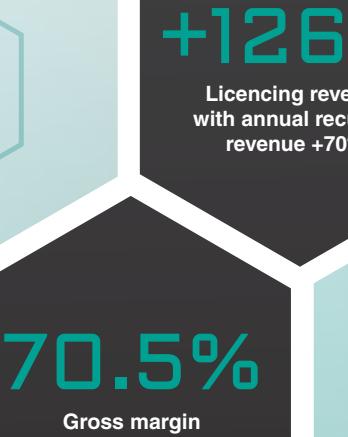 +126
Licencing
with annual
revenue
70.5%
Gross margin